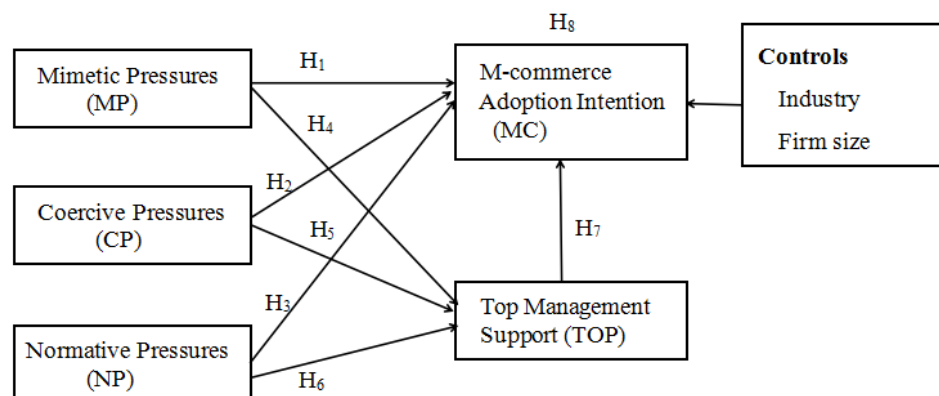 H₈
Mimetic Pressures
(MP)
H₁
M-commerce
Adoption Intention
(MC)
Controls
Industry
Firm size
H₄
H₂
Coercive Pressures
(CP)
H₅
H₇
H₃
Top Management
Support (TOP)
Normative Pressures
(NP)
H₆